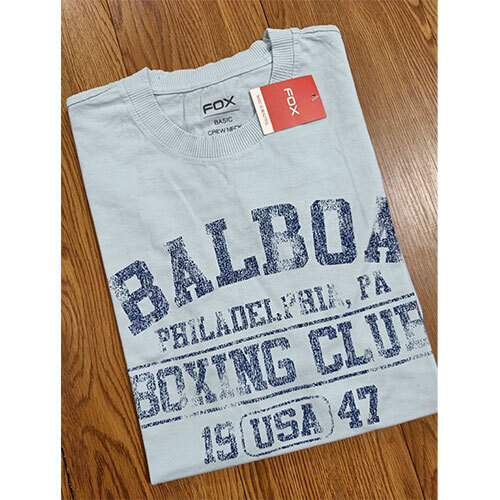 FOX
BASIC
CREW NECK
FOX
BALBOA
PHILADELPHIA, PA
BOXING CLUB
19 USA 47